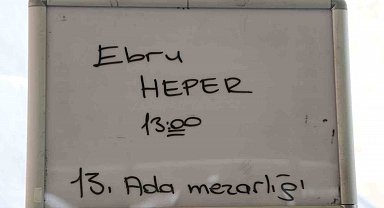 Ebru
HEPER
13:00
13. Ada mezarlığı